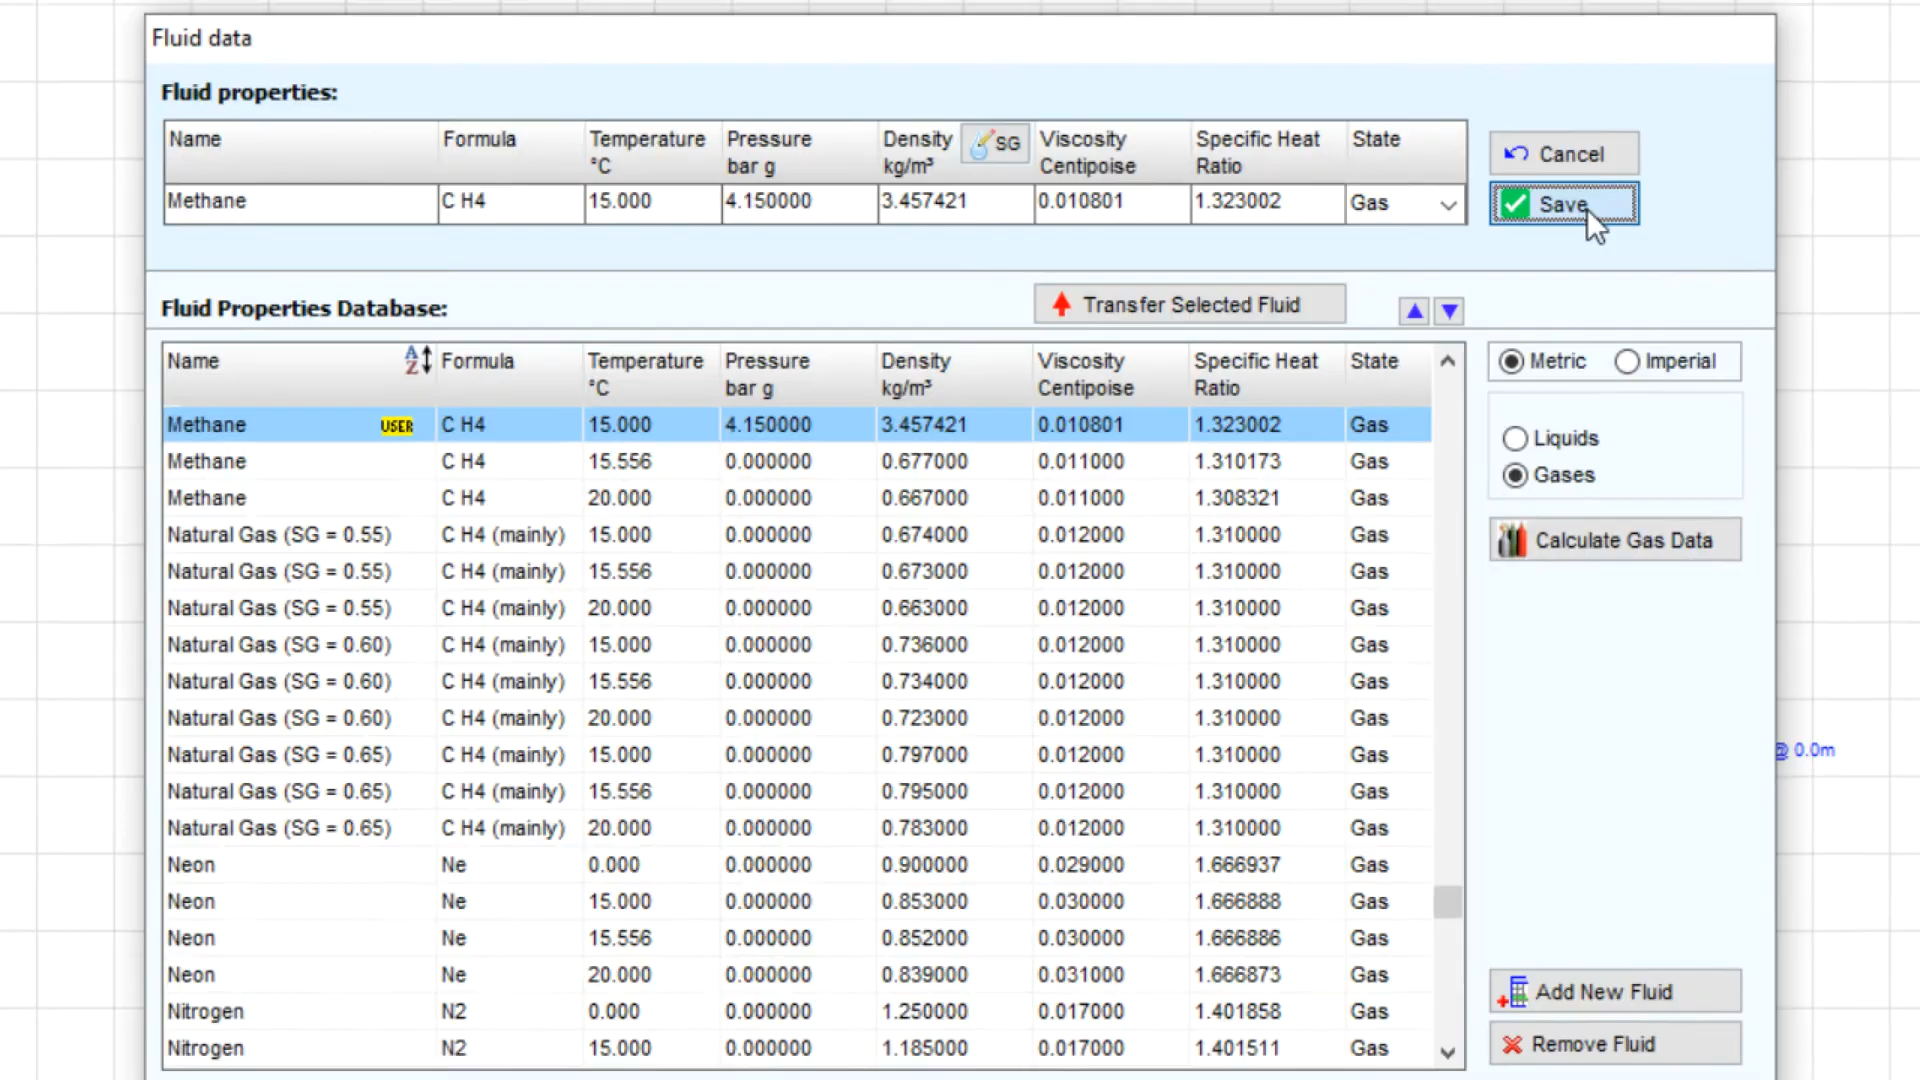 Fluid data
Fluid properties:
Name Formula Temperature °C Pressure bar g Density kg/m³ SG Viscosity Centipoise Specific Heat Ratio State
Methane C H4 15.000 4.150000 3.457421 0.010801 1.323002 Gas
Cancel
Save
Fluid Properties Database:
Transfer Selected Fluid
Name A Z Formula Temperature °C Pressure bar g Density kg/m³ Viscosity Centipoise Specific Heat Ratio State
Methane USER C H4 15.000 4.150000 3.457421 0.010801 1.323002 Gas
Methane C H4 15.556 0.000000 0.677000 0.011000 1.310173 Gas
Methane C H4 20.000 0.000000 0.667000 0.011000 1.308321 Gas
Natural Gas (SG = 0.55) C H4 (mainly) 15.000 0.000000 0.674000 0.012000 1.310000 Gas
Natural Gas (SG = 0.55) C H4 (mainly) 15.556 0.000000 0.673000 0.012000 1.310000 Gas
Natural Gas (SG = 0.55) C H4 (mainly) 20.000 0.000000 0.663000 0.012000 1.310000 Gas
Natural Gas (SG = 0.60) C H4 (mainly) 15.000 0.000000 0.736000 0.012000 1.310000 Gas
Natural Gas (SG = 0.60) C H4 (mainly) 15.556 0.000000 0.734000 0.012000 1.310000 Gas
Natural Gas (SG = 0.60) C H4 (mainly) 20.000 0.000000 0.723000 0.012000 1.310000 Gas
Natural Gas (SG = 0.65) C H4 (mainly) 15.000 0.000000 0.797000 0.012000 1.310000 Gas
Natural Gas (SG = 0.65) C H4 (mainly) 15.556 0.000000 0.795000 0.012000 1.310000 Gas
Natural Gas (SG = 0.65) C H4 (mainly) 20.000 0.000000 0.783000 0.012000 1.310000 Gas
Neon Ne 0.000 0.000000 0.900000 0.029000 1.666937 Gas
Neon Ne 15.000 0.000000 0.853000 0.030000 1.666888 Gas
Neon Ne 15.556 0.000000 0.852000 0.030000 1.666886 Gas
Neon Ne 20.000 0.000000 0.839000 0.031000 1.666873 Gas
Nitrogen N2 0.000 0.000000 1.250000 0.017000 1.401858 Gas
Nitrogen N2 15.000 0.000000 1.185000 0.017000 1.401511 Gas
Metric Imperial
Liquids
Gases
Calculate Gas Data
@ 0.0m
Add New Fluid
Remove Fluid